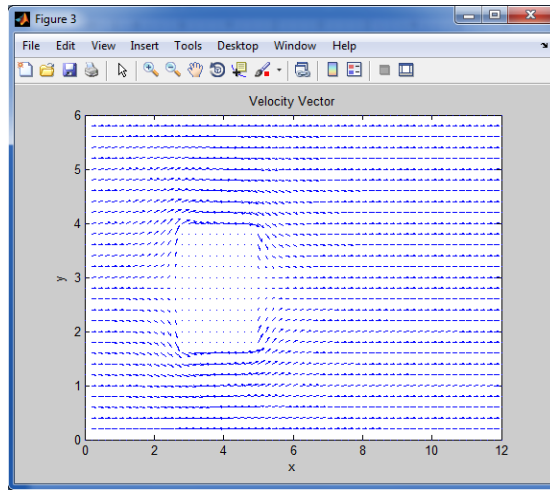 Figure 3
File Edit View Insert Tools Desktop Window Help
Velocity Vector
6
5
4
3
2
1
0
y
0 2 4 6 8 10 12
x